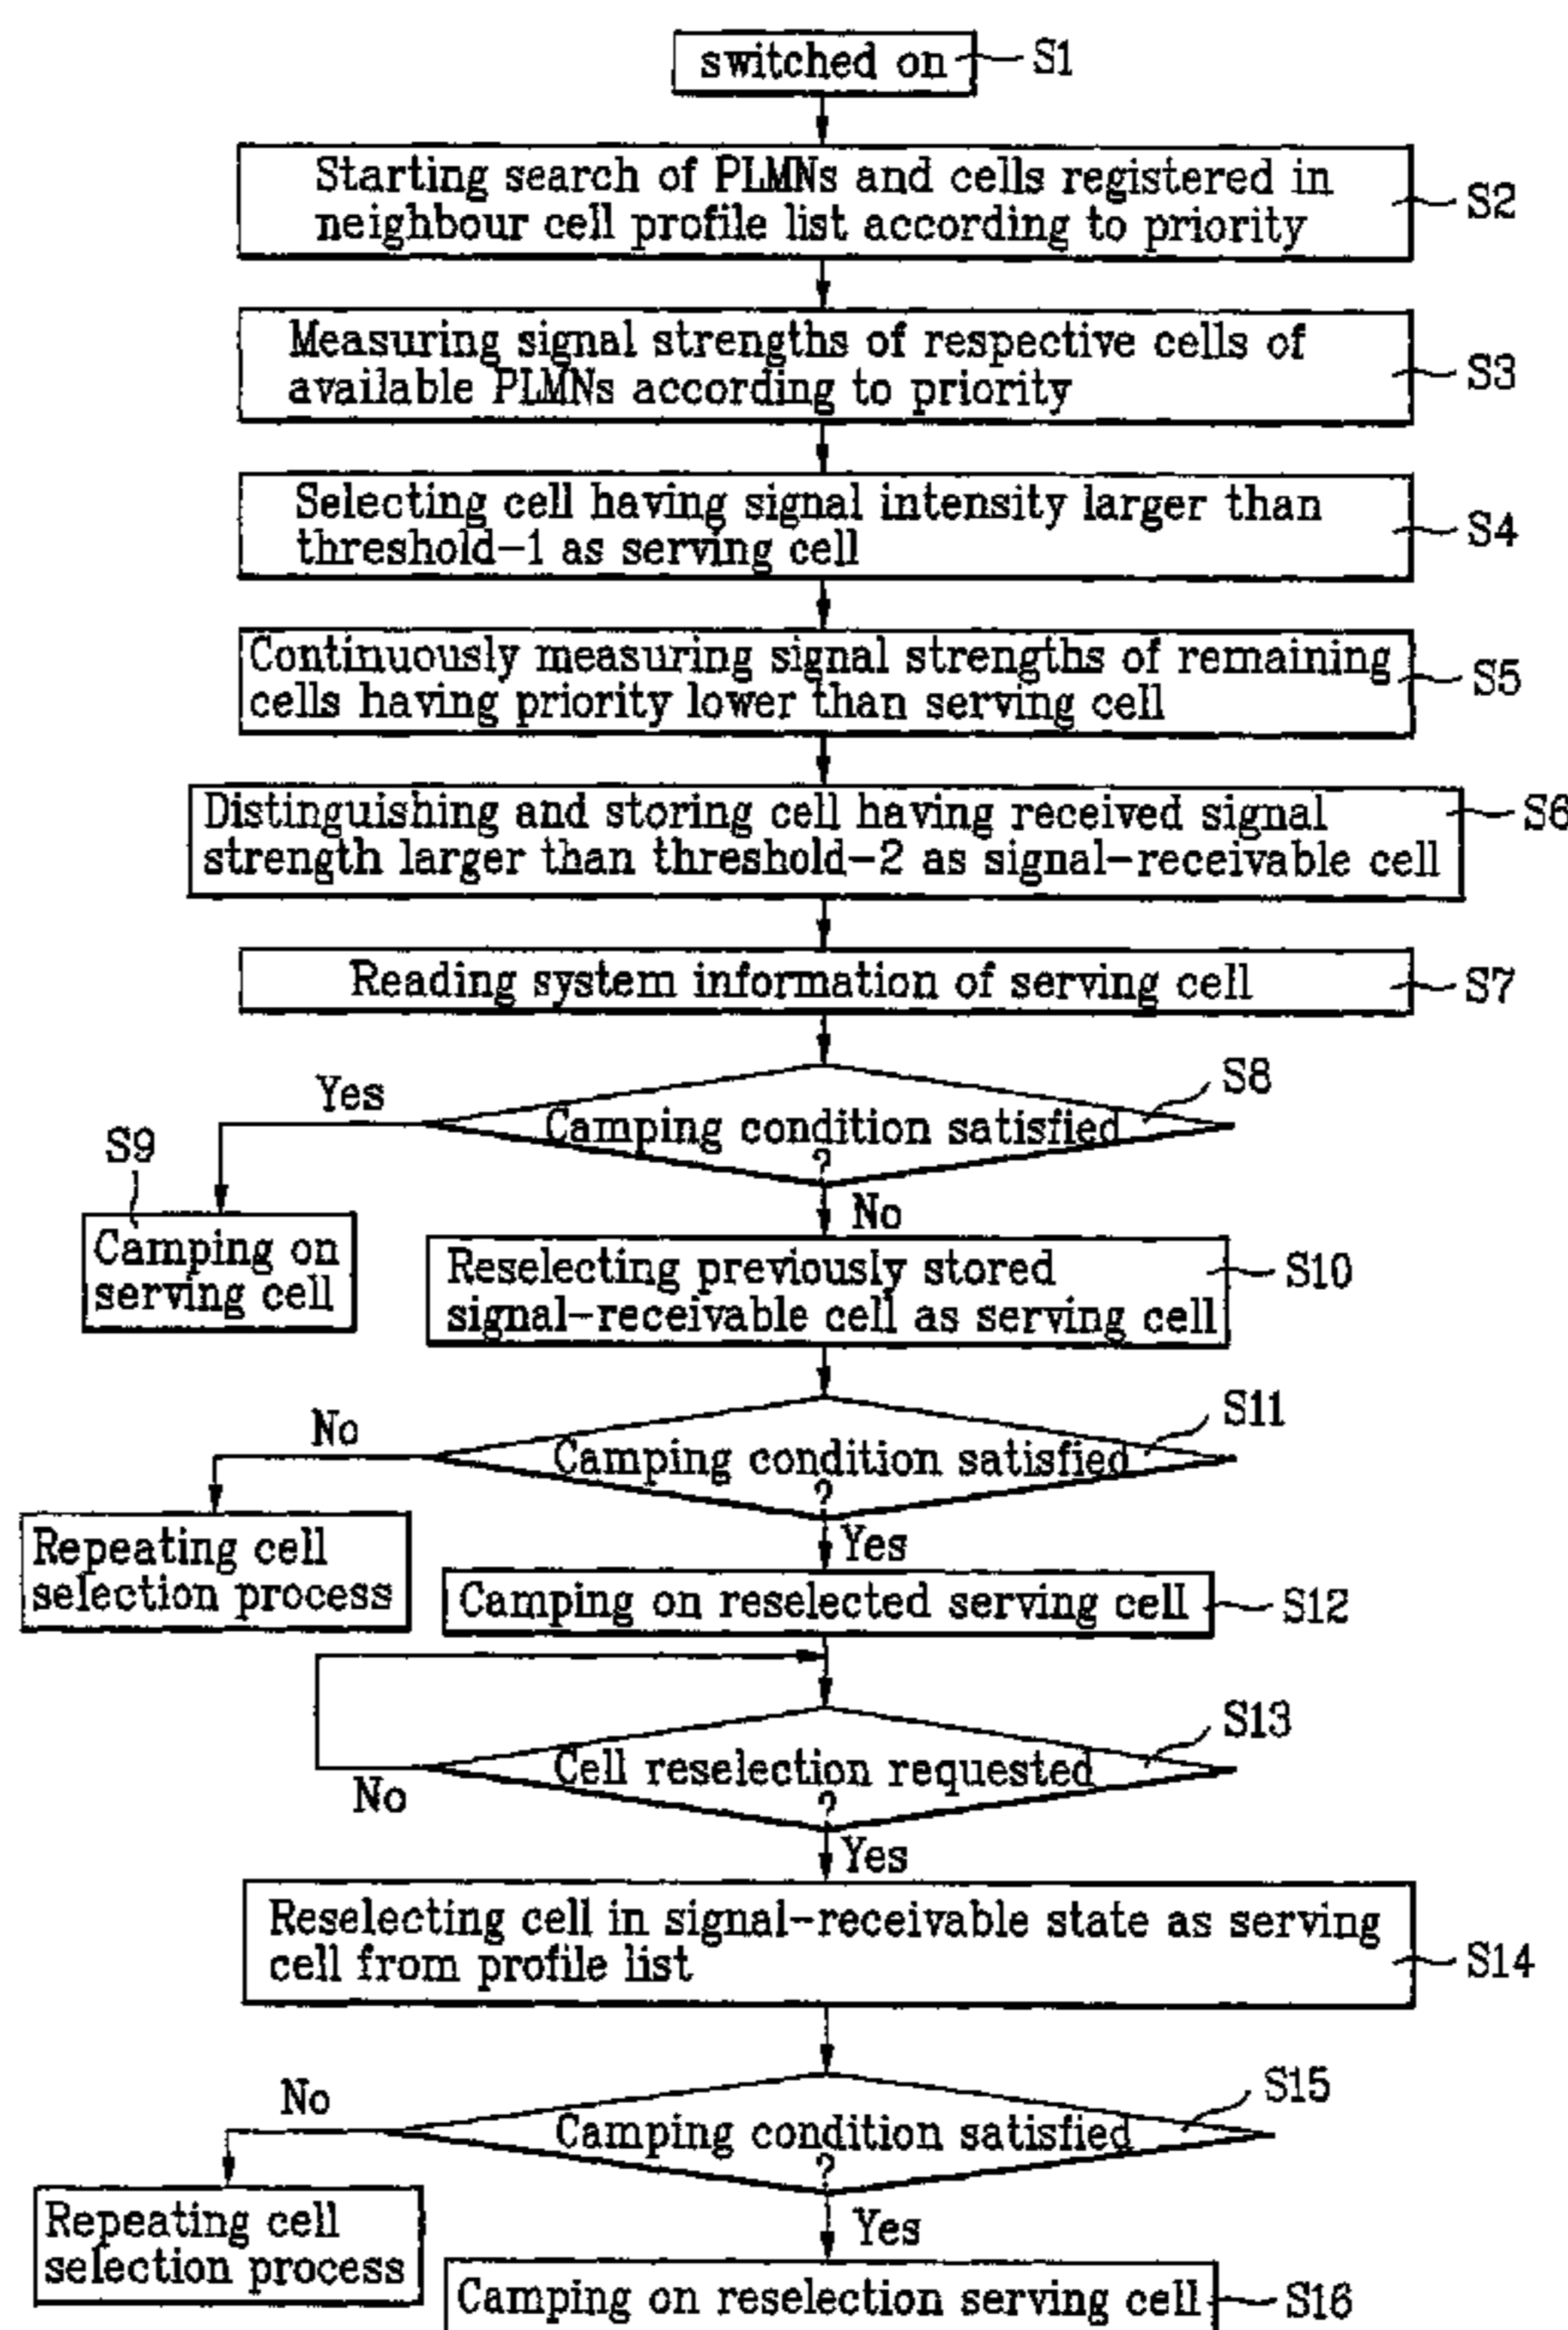 switched on S1
Starting search of PLMNs and cells registered in
neighbour cell profile list according to priority
S2
Measuring signal strengths of respective cells of
available PLMNs according to priority
S3
Selecting cell having signal intensity larger than
threshold-1 as serving cell
S4
Continuously measuring signal strengths of remaining
cells having priority lower than serving cell
S5
Distinguishing and storing cell having received signal
strength larger than threshold-2 as signal-receivable cell
S6
Reading system information of serving cell S7
S8
Yes
Camping condition satisfied
?
No
S9
Camping on
serving cell
Reselecting previously stored
signal-receivable cell as serving cell
S10
S11
No
Camping condition satisfied
?
Yes
Repeating cell
selection process
Camping on reselected serving cell S12
S13
Cell reselection requested
?
No
Yes
Reselecting cell in signal-receivable state as serving
cell from profile list
S14
S15
No
Camping condition satisfied
?
Yes
Repeating cell
selection process
Camping on reselection serving cell S16